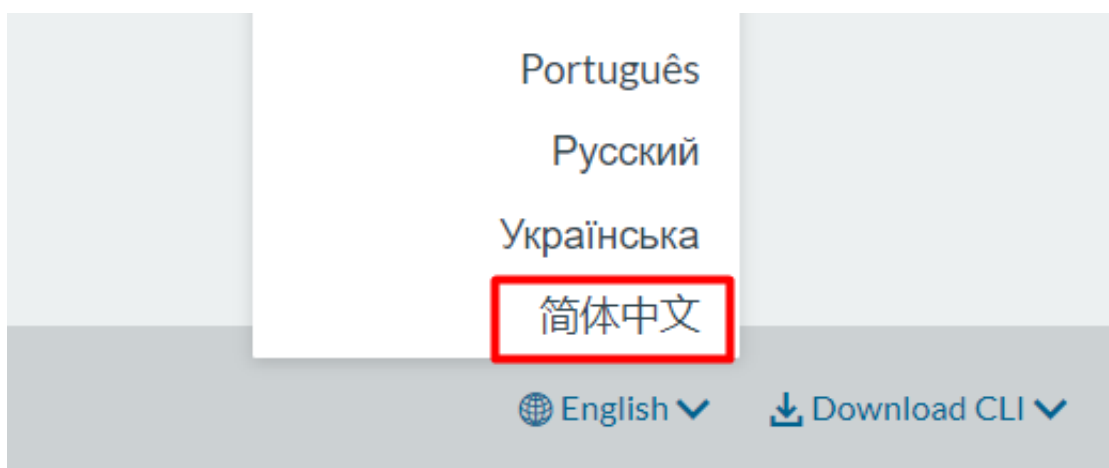 Português
Русский
Українська
简体中文
English Download CLI